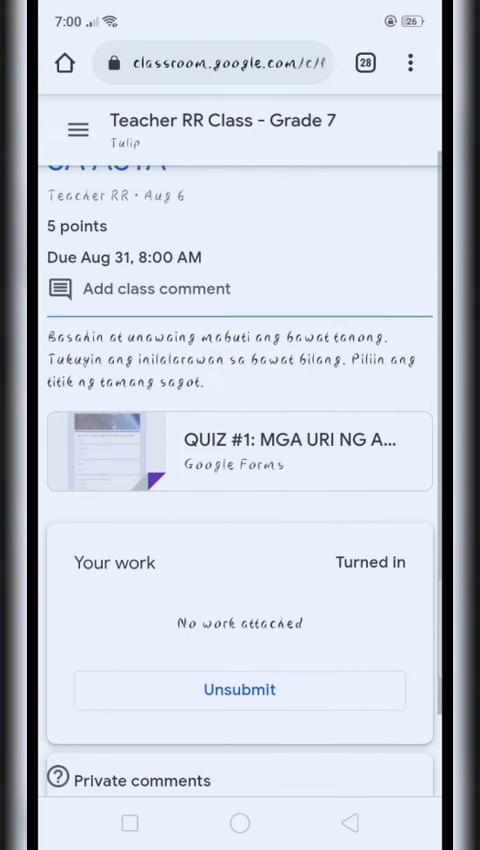 7:00
26
classroom.google.com/c/
28
Teacher RR Class - Grade 7
Tulip
Teacher RR • Aug 6
5 points
Due Aug 31, 8:00 AM
Add class comment
Basahin at unawaing mabuti ang bawat tanong.
Tukuyin ang inilalarawan sa bawat bilang. Piliin ang
titik ng tamang sagot.
QUIZ #1: MGA URI NG A...
Google Forms
Your work Turned in
No work attached
Unsubmit
Private comments